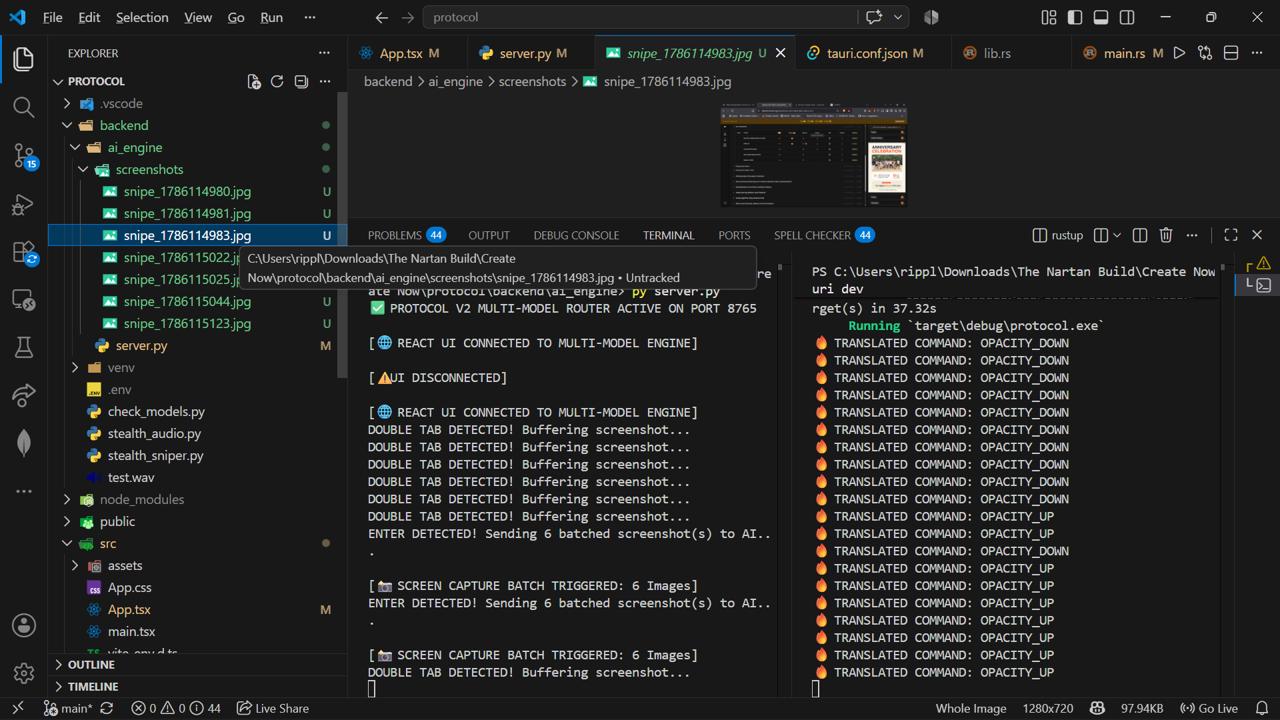 File Edit Selection View Go Run ··· protocol
EXPLORER ···
PROTOCOL
.vscode
backend
ai_engine
screenshots
snipe_1786114980.jpg U
snipe_1786114981.jpg U
snipe_1786114983.jpg U
snipe_1786115022.jpg
snipe_1786115025.jpg
snipe_1786115044.jpg U
snipe_1786115123.jpg U
server.py M
venv
.env
check_models.py
stealth_audio.py
stealth_sniper.py
test.wav
node_modules
public
src
assets
App.css
App.tsx M
main.tsx
vite-env.d.ts
OUTLINE
TIMELINE
15
App.tsx M server.py M snipe_1786114983.jpg U tauri.conf.json M lib.rs main.rs M
backend > ai_engine > screenshots > snipe_1786114983.jpg
ANNIVERSARY
CELEBRATION
PROBLEMS 44 OUTPUT DEBUG CONSOLE TERMINAL PORTS SPELL CHECKER 44 rustup
C:\Users\rippl\Downloads\The Nartan Build\Create
Now\protocol\backend\ai_engine\screenshots\snipe_1786114983.jpg • Untracked
ate Now\protocol\backend\ai_engine> py server.py
✅ PROTOCOL V2 MULTI-MODEL ROUTER ACTIVE ON PORT 8765
[🌐 REACT UI CONNECTED TO MULTI-MODEL ENGINE]
[⚠️UI DISCONNECTED]
[🌐 REACT UI CONNECTED TO MULTI-MODEL ENGINE]
DOUBLE TAB DETECTED! Buffering screenshot...
DOUBLE TAB DETECTED! Buffering screenshot...
DOUBLE TAB DETECTED! Buffering screenshot...
DOUBLE TAB DETECTED! Buffering screenshot...
DOUBLE TAB DETECTED! Buffering screenshot...
DOUBLE TAB DETECTED! Buffering screenshot...
ENTER DETECTED! Sending 6 batched screenshot(s) to AI..
.
[📸 SCREEN CAPTURE BATCH TRIGGERED: 6 Images]
ENTER DETECTED! Sending 6 batched screenshot(s) to AI..
.
[📸 SCREEN CAPTURE BATCH TRIGGERED: 6 Images]
DOUBLE TAB DETECTED! Buffering screenshot...
PS C:\Users\rippl\Downloads\The Nartan Build\Create Now
uri dev
rget(s) in 37.32s
Running `target\debug\protocol.exe`
🔥 TRANSLATED COMMAND: OPACITY_DOWN
🔥 TRANSLATED COMMAND: OPACITY_DOWN
🔥 TRANSLATED COMMAND: OPACITY_DOWN
🔥 TRANSLATED COMMAND: OPACITY_DOWN
🔥 TRANSLATED COMMAND: OPACITY_DOWN
🔥 TRANSLATED COMMAND: OPACITY_DOWN
🔥 TRANSLATED COMMAND: OPACITY_DOWN
🔥 TRANSLATED COMMAND: OPACITY_DOWN
🔥 TRANSLATED COMMAND: OPACITY_DOWN
🔥 TRANSLATED COMMAND: OPACITY_DOWN
🔥 TRANSLATED COMMAND: OPACITY_UP
🔥 TRANSLATED COMMAND: OPACITY_UP
🔥 TRANSLATED COMMAND: OPACITY_DOWN
🔥 TRANSLATED COMMAND: OPACITY_UP
🔥 TRANSLATED COMMAND: OPACITY_UP
🔥 TRANSLATED COMMAND: OPACITY_UP
🔥 TRANSLATED COMMAND: OPACITY_UP
🔥 TRANSLATED COMMAND: OPACITY_UP
🔥 TRANSLATED COMMAND: OPACITY_UP
🔥 TRANSLATED COMMAND: OPACITY_UP
main* 0 0 44 Live Share Whole Image 1280x720 97.94KB Go Live